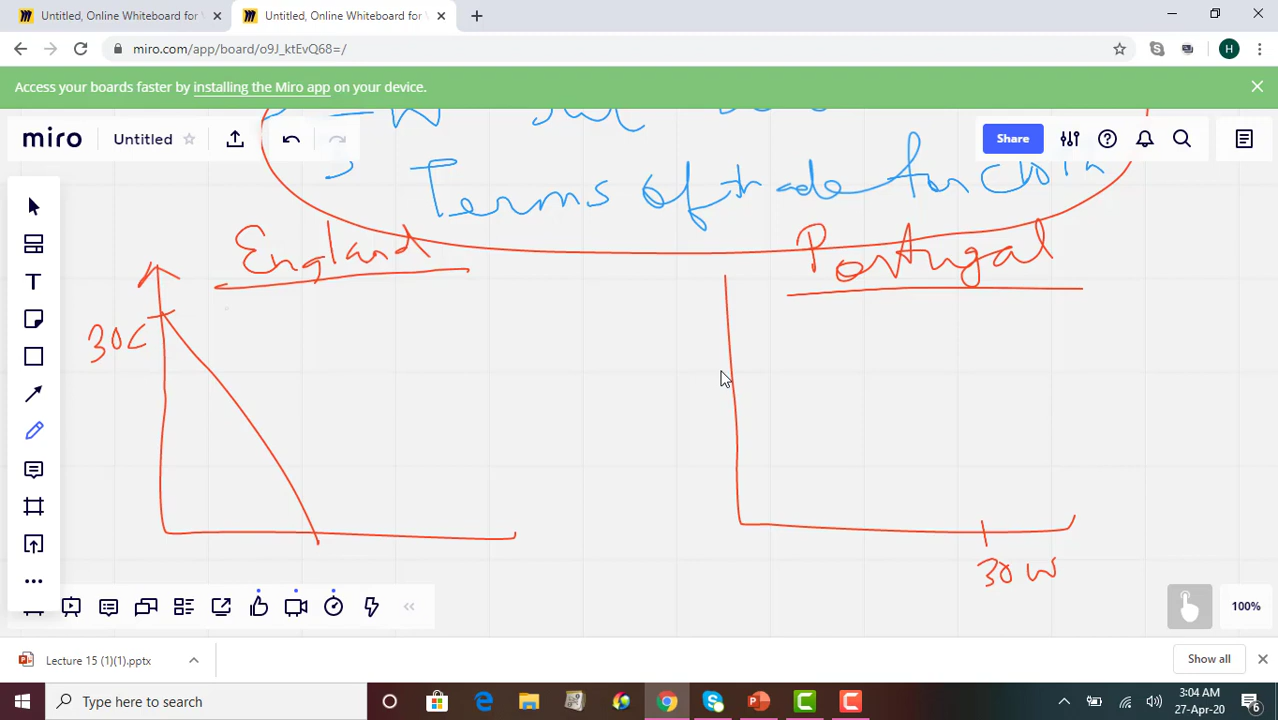 Untitled, Online Whiteboard for
Untitled, Online Whiteboard for
miro.com/app/board/o9J_ktEvQ68=/
H
Access your boards faster by installing the Miro app on your device.
miro
Untitled
Share
Terms of trade for cloth
England
Portugal
30C
30 W
100%
Lecture 15 (1)(1).pptx
Show all
Type here to search
3:04 AM
27-Apr-20
6